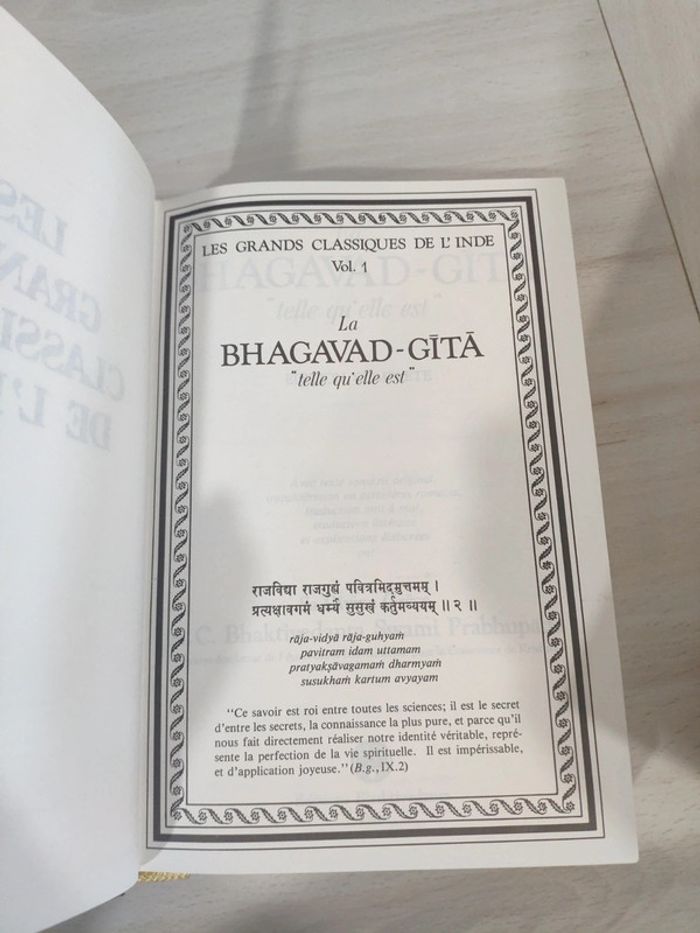 LES GRANDS CLASSIQUES DE L' INDE
Vol. 1
La
BHAGAVAD-GĪTĀ
"telle qu'elle est"
राजविद्या राजगुह्यं पवित्रमिदमुत्तमम् ।
प्रत्यक्षावगमं धर्म्यं सुसुखं कर्तुमव्ययम् ॥ २ ॥
rāja-vidyā rāja-guhyaṁ
pavitram idam uttamam
pratyakṣāvagamaṁ dharmyaṁ
susukhaṁ kartum avyayam
"Ce savoir est roi entre toutes les sciences; il est le secret
d'entre les secrets, la connaissance la plus pure, et parce qu'il
nous fait directement réaliser notre identité véritable, repré-
sente la perfection de la vie spirituelle. Il est impérissable,
et d'application joyeuse." (B.g., IX.2)